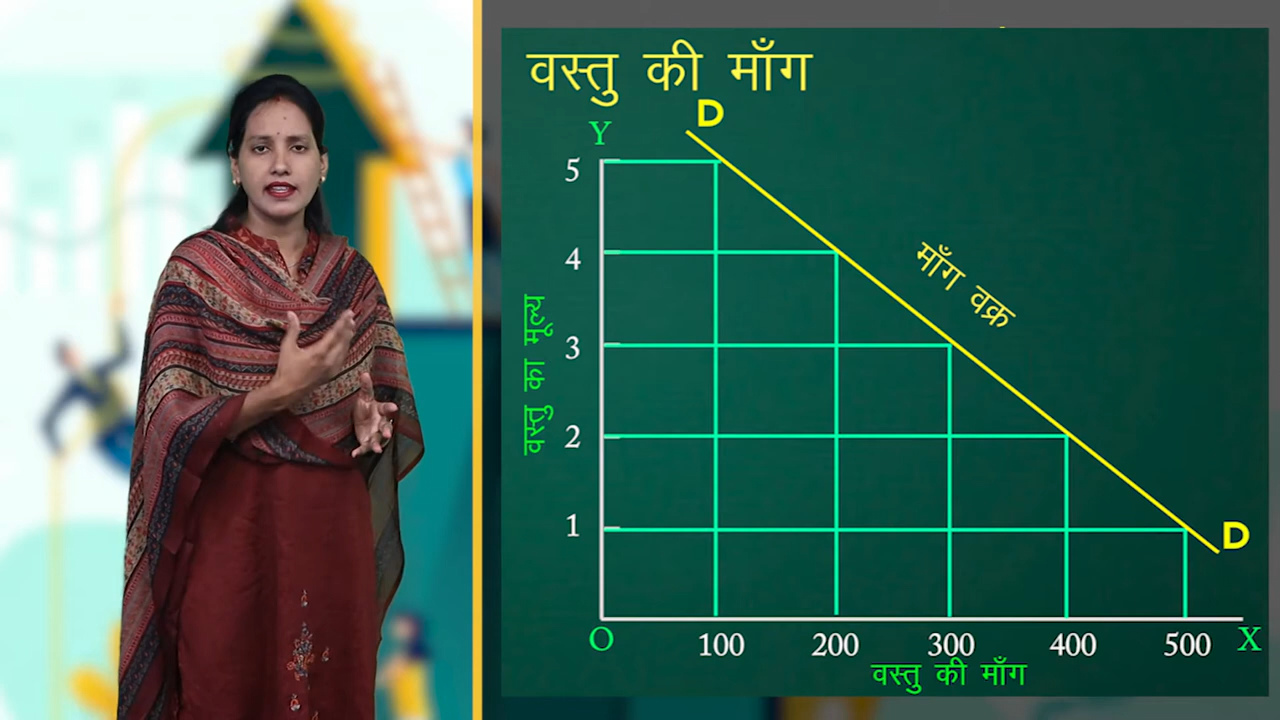 वस्तु की माँग
D
Y
5
4
3
2
1
वस्तु का मूल्य
माँग वक्र
D
O
100 200 300 400 500 X
वस्तु की माँग